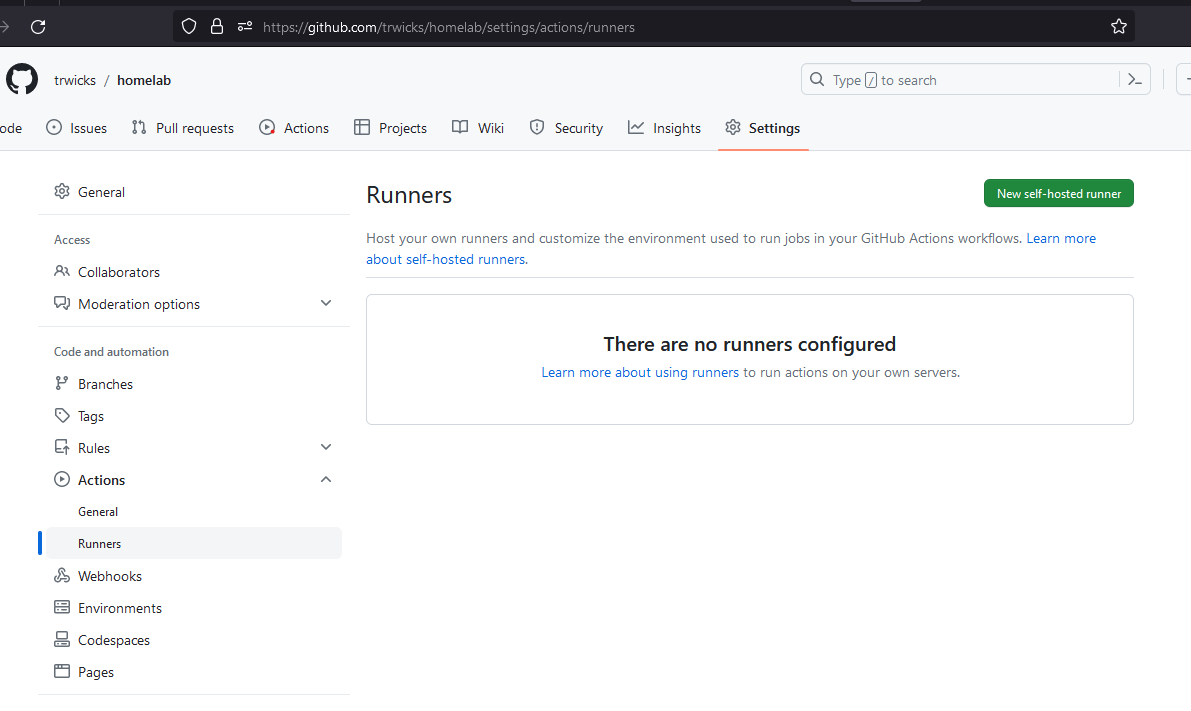 https://github.com/trwicks/homelab/settings/actions/runners
trwicks / homelab
Type / to search
ode Issues Pull requests Actions Projects Wiki Security Insights Settings
General
Access
Collaborators
Moderation options
Code and automation
Branches
Tags
Rules
Actions
General
Runners
Webhooks
Environments
Codespaces
Pages
Runners
New self-hosted runner
Host your own runners and customize the environment used to run jobs in your GitHub Actions workflows. Learn more
about self-hosted runners.
There are no runners configured
Learn more about using runners to run actions on your own servers.